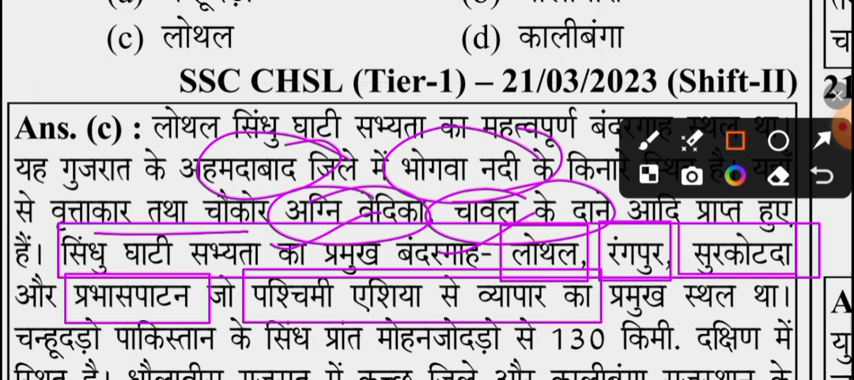 (c) लोथल (d) कालीबंगा
SSC CHSL (Tier-1) – 21/03/2023 (Shift-II)
Ans. (c) : लोथल सिंधु घाटी सभ्यता का महत्वपूर्ण स्थल था।
यह गुजरात के अहमदाबाद जिले में भोगवा नदी के
से वृत्ताकार तथा चौकोर अग्नि वेदिका चावल के दाने आदि प्राप्त हुए
हैं। सिंधु घाटी सभ्यता का प्रमुख बंदरगाह- लोथल, रंगपुर, सुरकोटदा
और प्रभासपाटन जो पश्चिमी एशिया से व्यापार का प्रमुख स्थल था।
चन्हूदड़ो पाकिस्तान के सिंध प्रांत मोहनजोदड़ो से 130 किमी. दक्षिण में